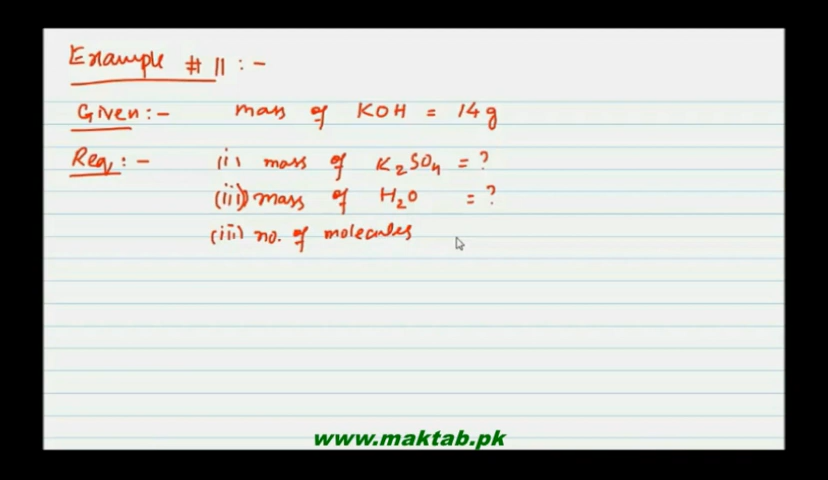 Example # 11 : -
Given : - mass of KOH = 14 g
Req : - (i) mass of K₂SO₄ = ?
(ii) mass of H₂O = ?
(iii) no. of molecules
www.maktab.pk